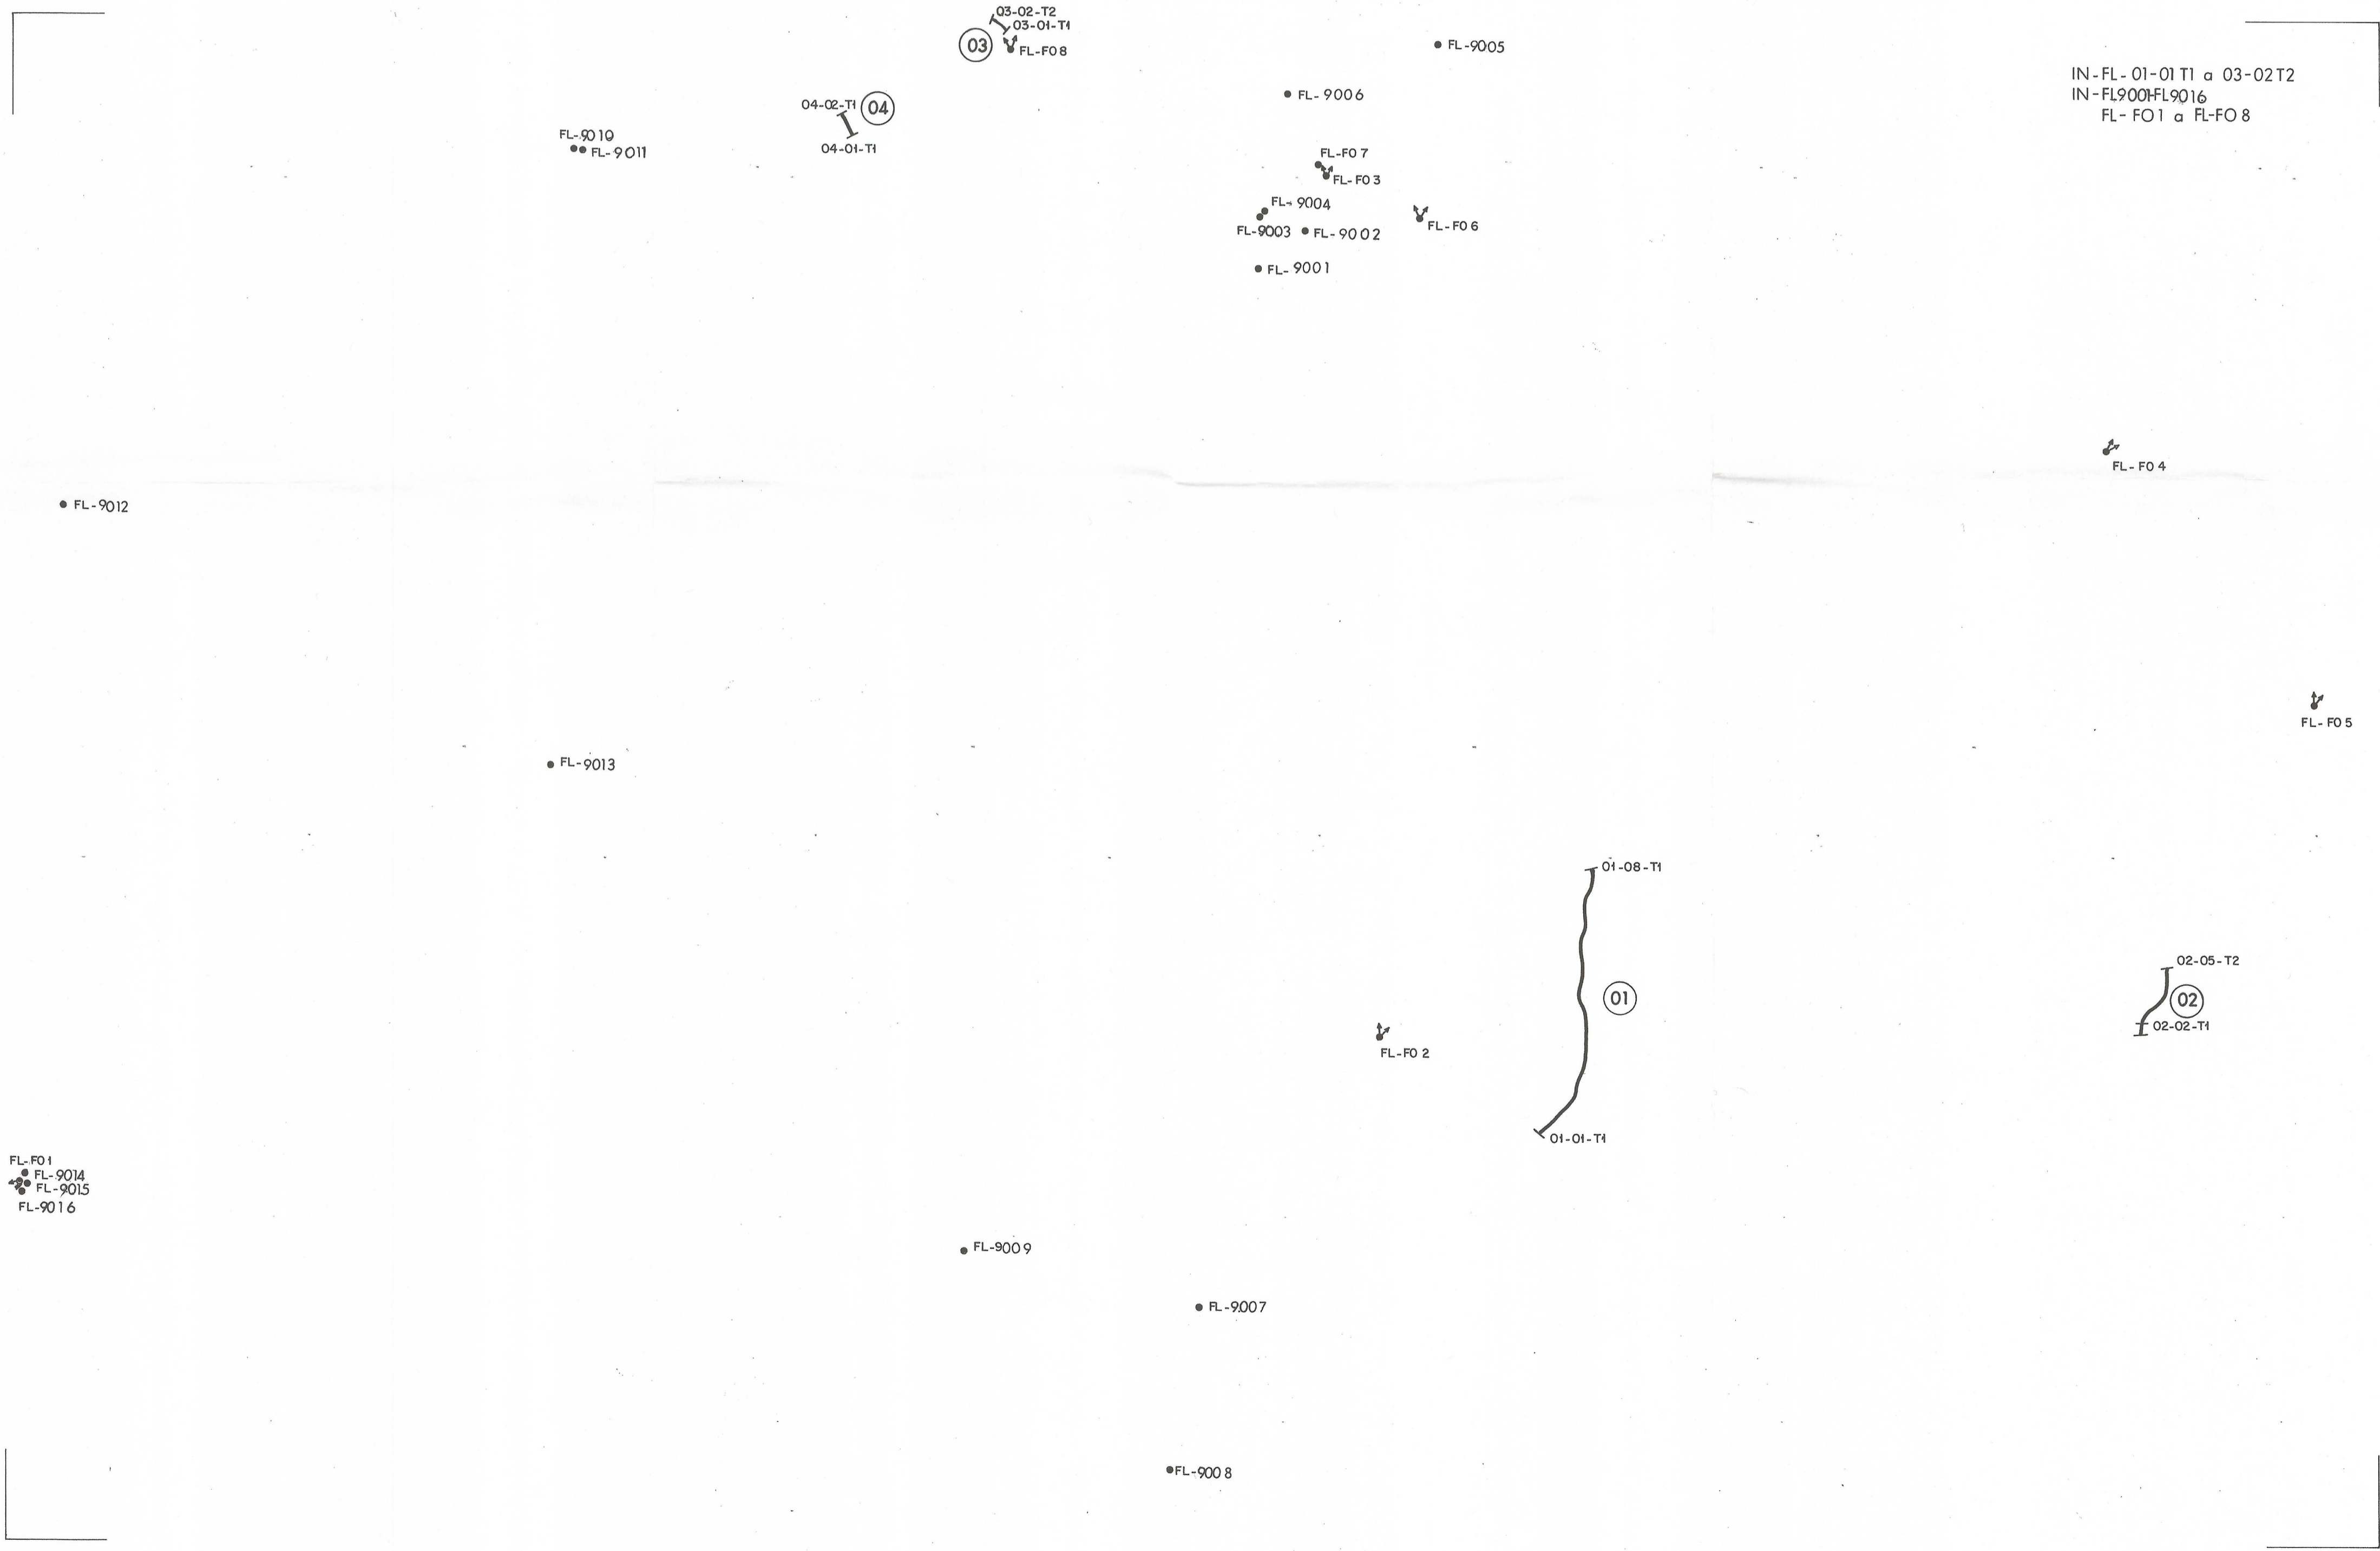 03-02-T2
03-01-T1
03
FL-FO 8
FL-9005
IN-FL-01-01 T1 a 03-02 T2
IN-FL9001-FL9016
FL-FO 1 a FL-FO 8
FL-9006
04-02-T1
04
04-01-T1
FL-9010
FL-9011
FL-FO 7
FL-FO 3
FL-9004
FL-9003
FL-9002
FL-FO 6
FL-9001
FL-FO 4
FL-9012
FL-FO 5
FL-9013
01-08-T1
02-05-T2
01
02
02-02-T1
FL-FO 2
01-01-T1
FL-FO 1
FL-9014
FL-9015
FL-9016
FL-9009
FL-9007
FL-9008